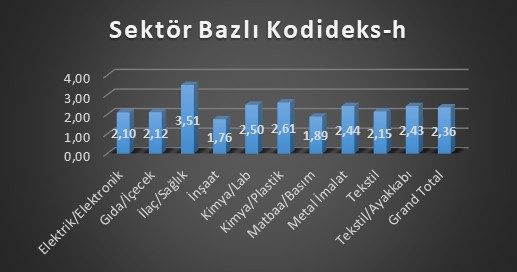 Sektör Bazlı Kodideks-h
4,00
3,00
2,00
1,00
0,00
2,10 2,12 3,51 1,76 2,50 2,61 1,89 2,44 2,15 2,43 2,36
Elektrik/Elektronik
Gıda/İçecek
İlaç/Sağlık
İnşaat
Kimya/Lab
Kimya/Plastik
Matbaa/Basım
Metal İmalat
Tekstil
Tekstil/Ayakkabı
Grand Total